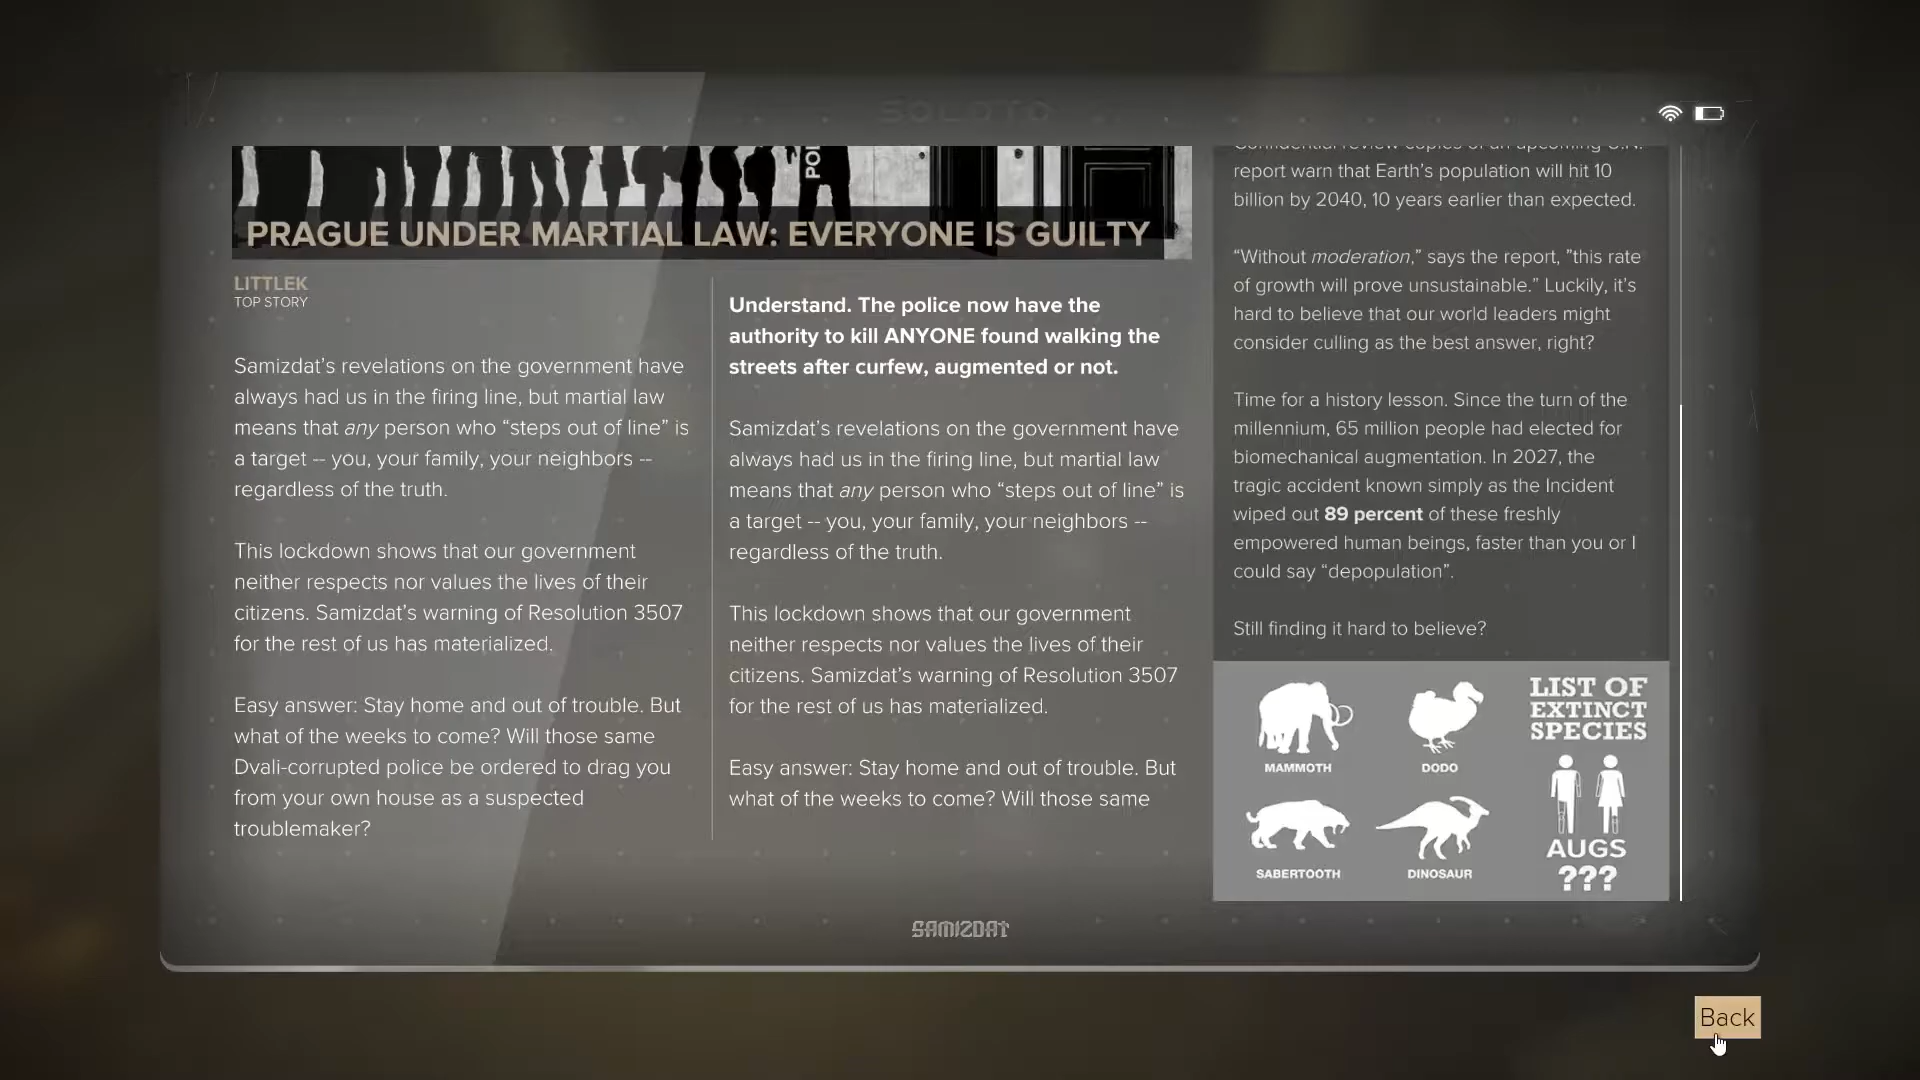 SOLOTO
POL
PRAGUE UNDER MARTIAL LAW: EVERYONE IS GUILTY
LITTLEK
TOP STORY
Samizdat’s revelations on the government have
always had us in the firing line, but martial law
means that any person who “steps out of line” is
a target -- you, your family, your neighbors --
regardless of the truth.
This lockdown shows that our government
neither respects nor values the lives of their
citizens. Samizdat’s warning of Resolution 3507
for the rest of us has materialized.
Easy answer: Stay home and out of trouble. But
what of the weeks to come? Will those same
Dvali-corrupted police be ordered to drag you
from your own house as a suspected
troublemaker?
Understand. The police now have the
authority to kill ANYONE found walking the
streets after curfew, augmented or not.
Samizdat’s revelations on the government have
always had us in the firing line, but martial law
means that any person who “steps out of line” is
a target -- you, your family, your neighbors --
regardless of the truth.
This lockdown shows that our government
neither respects nor values the lives of their
citizens. Samizdat’s warning of Resolution 3507
for the rest of us has materialized.
Easy answer: Stay home and out of trouble. But
what of the weeks to come? Will those same
Confidential review copies of an upcoming U.N.
report warn that Earth’s population will hit 10
billion by 2040, 10 years earlier than expected.
“Without moderation,” says the report, ”this rate
of growth will prove unsustainable.” Luckily, it’s
hard to believe that our world leaders might
consider culling as the best answer, right?
Time for a history lesson. Since the turn of the
millennium, 65 million people had elected for
biomechanical augmentation. In 2027, the
tragic accident known simply as the Incident
wiped out 89 percent of these freshly
empowered human beings, faster than you or I
could say “depopulation”.
Still finding it hard to believe?
LIST OF
EXTINCT
SPECIES
MAMMOTH
DODO
SABERTOOTH
DINOSAUR
AUGS
???
SAMIZDAT
Back